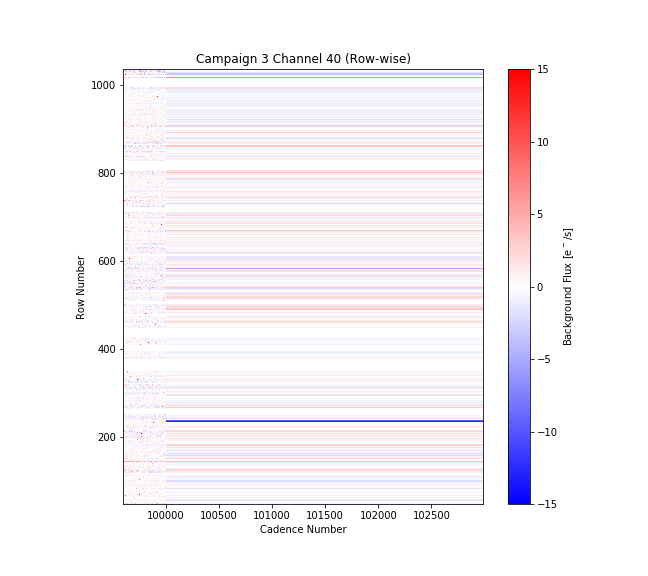 Campaign 3 Channel 40 (Row-wise)
1000
800
600
400
200
Row Number
100000 100500 101000 101500 102000 102500
Cadence Number
15
10
5
0
−5
−10
−15
Background Flux [e⁻/s]